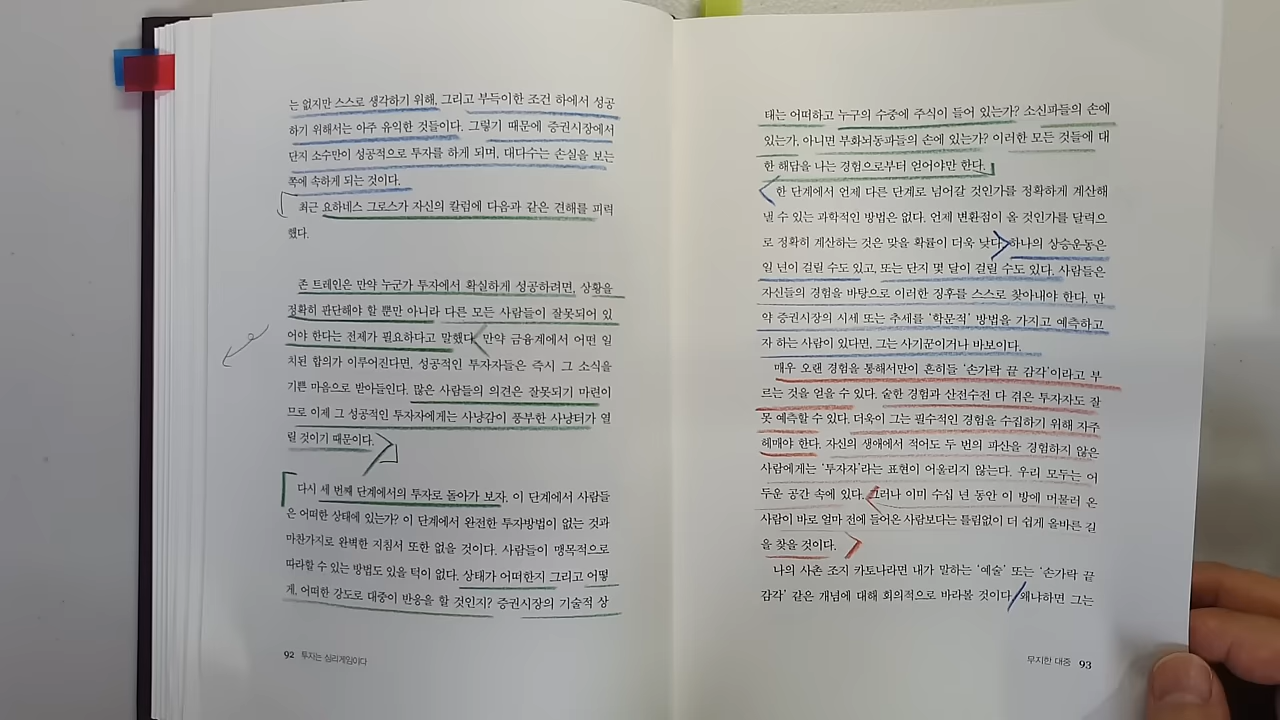 는 없지만 스스로 생각하기 위해, 그리고 부득이한 조건 하에서 성공
하기 위해서는 아주 유익한 것들이다. 그렇기 때문에 증권시장에서
단지 소수만이 성공적으로 투자를 하게 되며, 대다수는 손실을 보는
쪽에 속하게 되는 것이다.
최근 요하네스 그로스가 자신의 칼럼에 다음과 같은 견해를 피력
했다.
존 트레인은 만약 누군가 투자에서 확실하게 성공하려면, 상황을
정확히 판단해야 할 뿐만 아니라 다른 모든 사람들이 잘못되어 있
어야 한다는 전제가 필요하다고 말했다. 만약 금융계에서 어떤 일
치된 합의가 이루어진다면, 성공적인 투자자들은 즉시 그 소식을
기쁜 마음으로 받아들인다. 많은 사람들의 의견은 잘못되기 마련이
므로 이제 그 성공적인 투자자에게는 사냥감이 풍부한 사냥터가 열
릴 것이기 때문이다.
다시 세 번째 단계에서의 투자로 돌아가 보자. 이 단계에서 사람들
은 어떠한 상태에 있는가? 이 단계에서 완전한 투자방법이 없는 것과
마찬가지로 완벽한 지침서 또한 없을 것이다. 사람들이 맹목적으로
따라할 수 있는 방법도 있을 턱이 없다. 상태가 어떠한지 그리고 어떻
게, 어떠한 강도로 대중이 반응을 할 것인지? 증권시장의 기술적 상
92 투자는 심리게임이다
태는 어떠하고 누구의 수중에 주식이 들어 있는가? 소신파들의 손에
있는가, 아니면 부화뇌동파들의 손에 있는가? 이러한 모든 것들에 대
한 해답을 나는 경험으로부터 얻어야만 한다.
한 단계에서 언제 다른 단계로 넘어갈 것인가를 정확하게 계산해
낼 수 있는 과학적인 방법은 없다. 언제 변환점이 올 것인가를 달력으
로 정확히 계산하는 것은 맞을 확률이 더욱 낮다. 하나의 상승운동은
일 년이 걸릴 수도 있고, 또는 단지 몇 달이 걸릴 수도 있다. 사람들은
자신들의 경험을 바탕으로 이러한 징후를 스스로 찾아내야 한다. 만
약 증권시장의 시세 또는 추세를 '학문적' 방법을 가지고 예측하고
자 하는 사람이 있다면, 그는 사기꾼이거나 바보이다.
매우 오랜 경험을 통해서만이 흔히들 '손가락 끝 감각'이라고 부
르는 것을 얻을 수 있다. 숱한 경험과 산전수전 다 겪은 투자자도 잘
못 예측할 수 있다. 더욱이 그는 필수적인 경험을 수집하기 위해 자주
헤매야 한다. 자신의 생애에서 적어도 두 번의 파산을 경험하지 않은
사람에게는 '투자자'라는 표현이 어울리지 않는다. 우리 모두는 어
두운 공간 속에 있다. 그러나 이미 수십 년 동안 이 방에 머물러 온
사람이 바로 얼마 전에 들어온 사람보다는 틀림없이 더 쉽게 올바른 길
을 찾을 것이다.
나의 사촌 조지 카토나라면 내가 말하는 '예술' 또는 '손가락 끝
감각' 같은 개념에 대해 회의적으로 바라볼 것이다. 왜냐하면 그는
무지한 대중 93